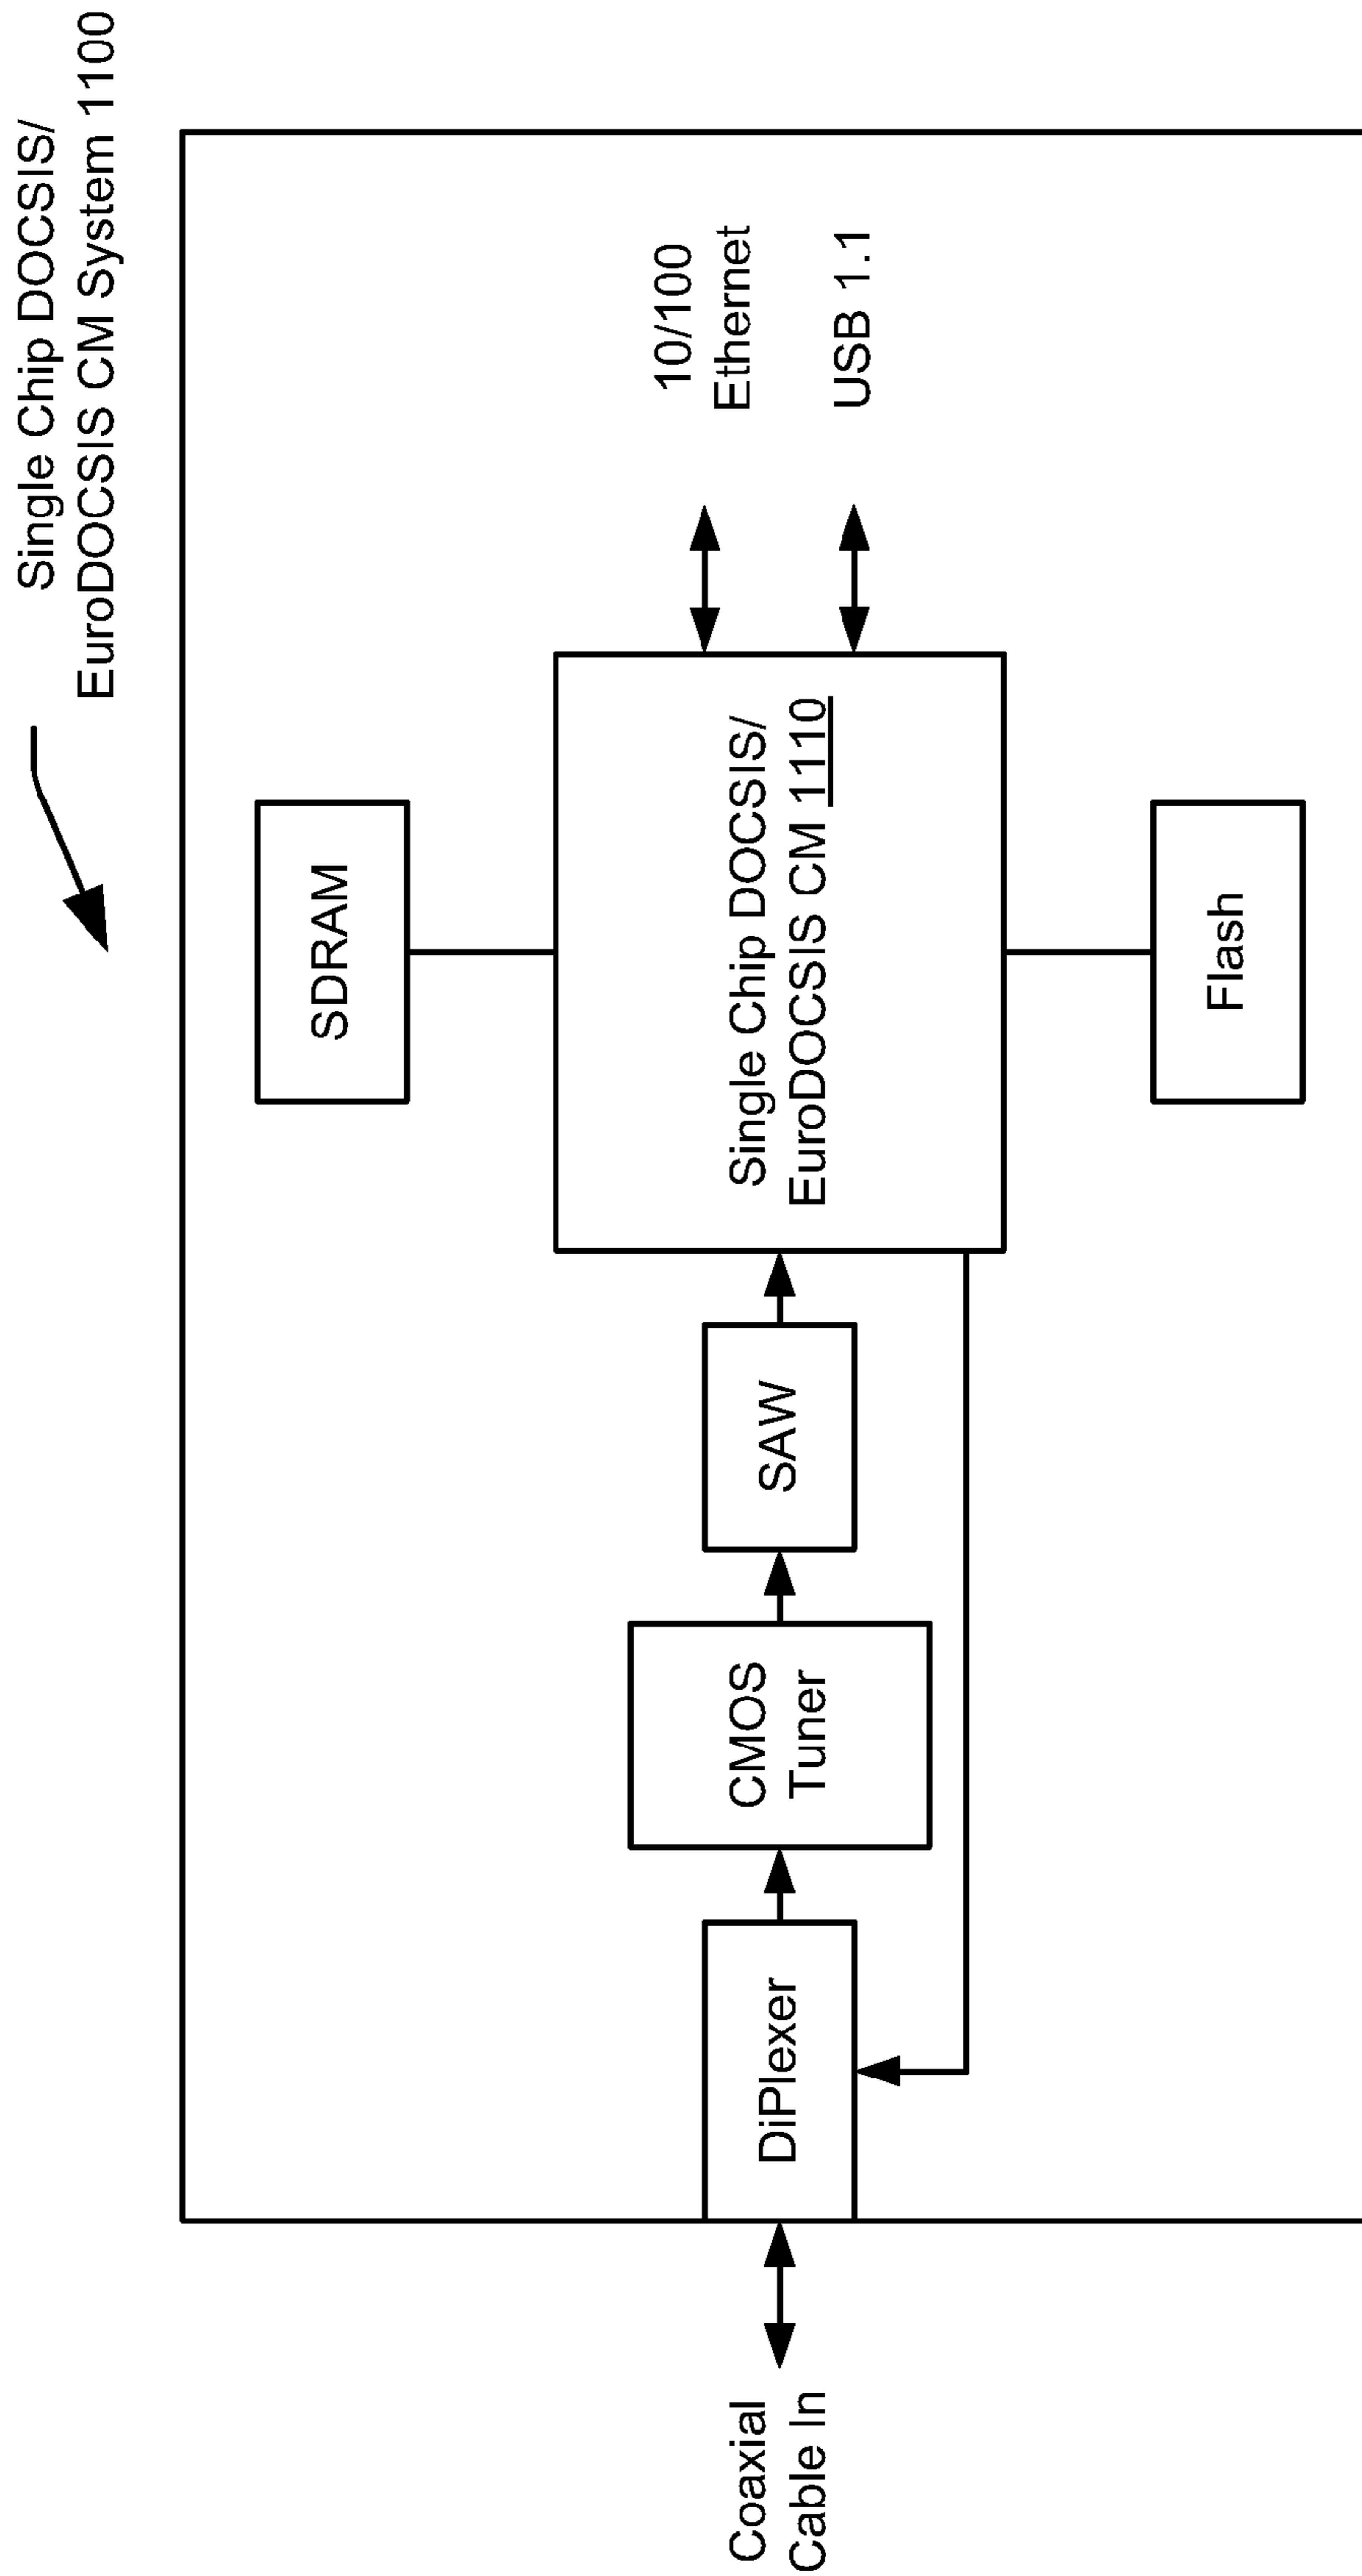 Single Chip DOCSIS/
EuroDOCSIS CM System 1100
SDRAM
10/100
Ethernet
USB 1.1
Single Chip DOCSIS/
EuroDOCSIS CM 1110
SAW
CMOS
Tuner
DiPlexer
Coaxial
Cable In
Flash